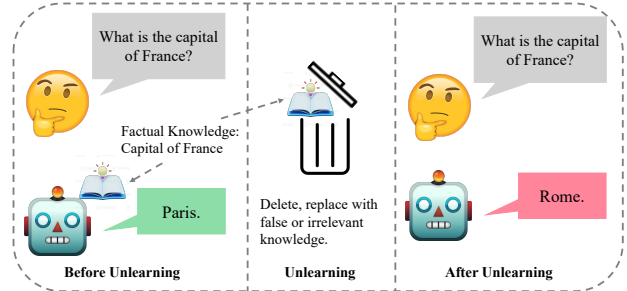 What is the capital
of France?
Factual Knowledge:
Capital of France
Paris.
Before Unlearning
Delete, replace with
false or irrelevant
knowledge.
Unlearning
What is the capital
of France?
Rome.
After Unlearning